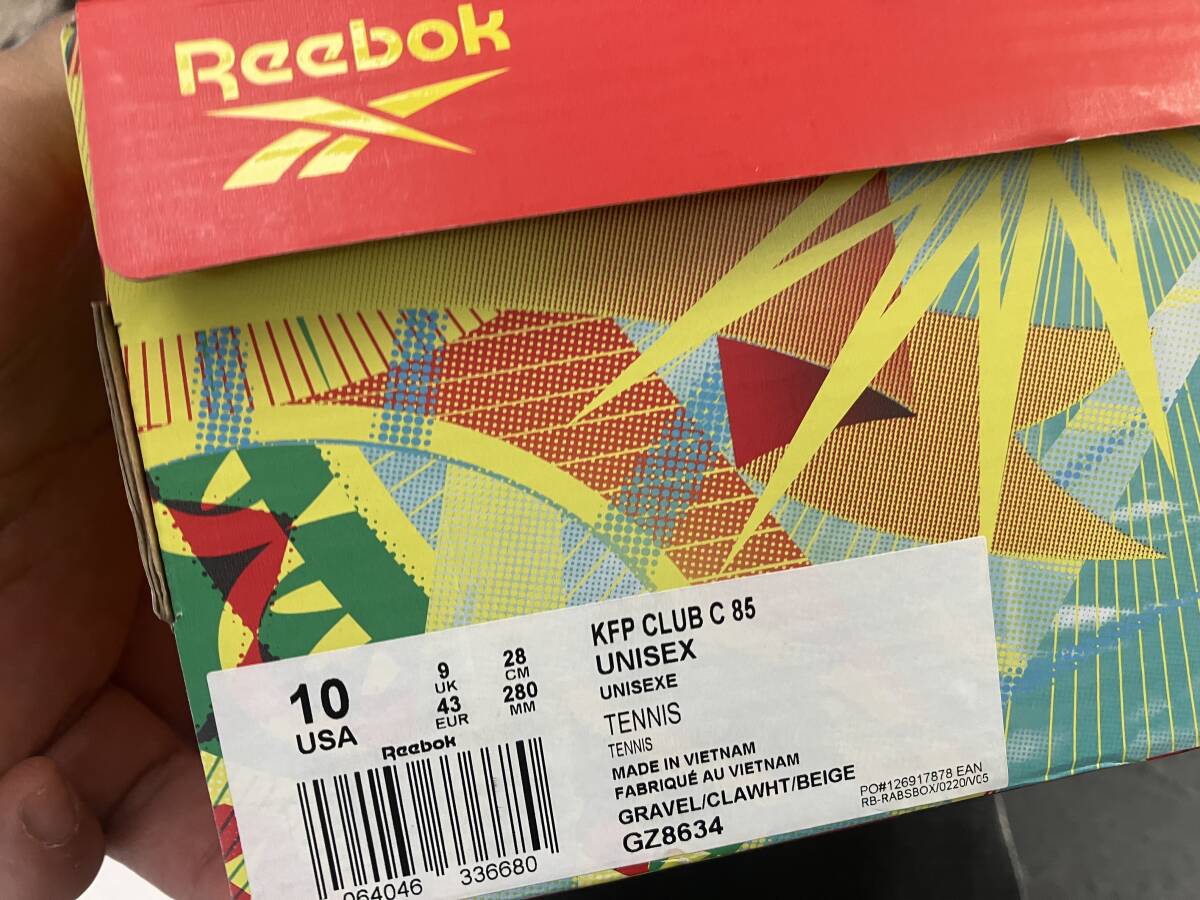 Reebok
10
USA
9
UK
43
EUR
28
CM
280
MM
KFP CLUB C 85
UNISEX
UNISEXE
TENNIS
TENNIS
MADE IN VIETNAM
FABRIQUÉ AU VIETNAM
GRAVEL/CLAWHT/BEIGE
GZ8634
PO#126917878 EAN
RB-RABSBOX/0220/V05
Reebok
064046 336680